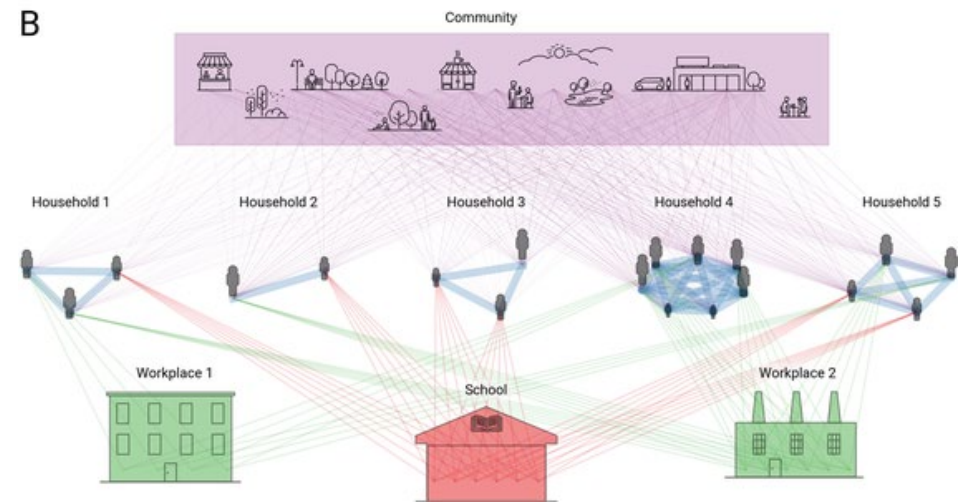 B
Community
Household 1
Household 2
Household 3
Household 4
Household 5
Workplace 1
School
Workplace 2